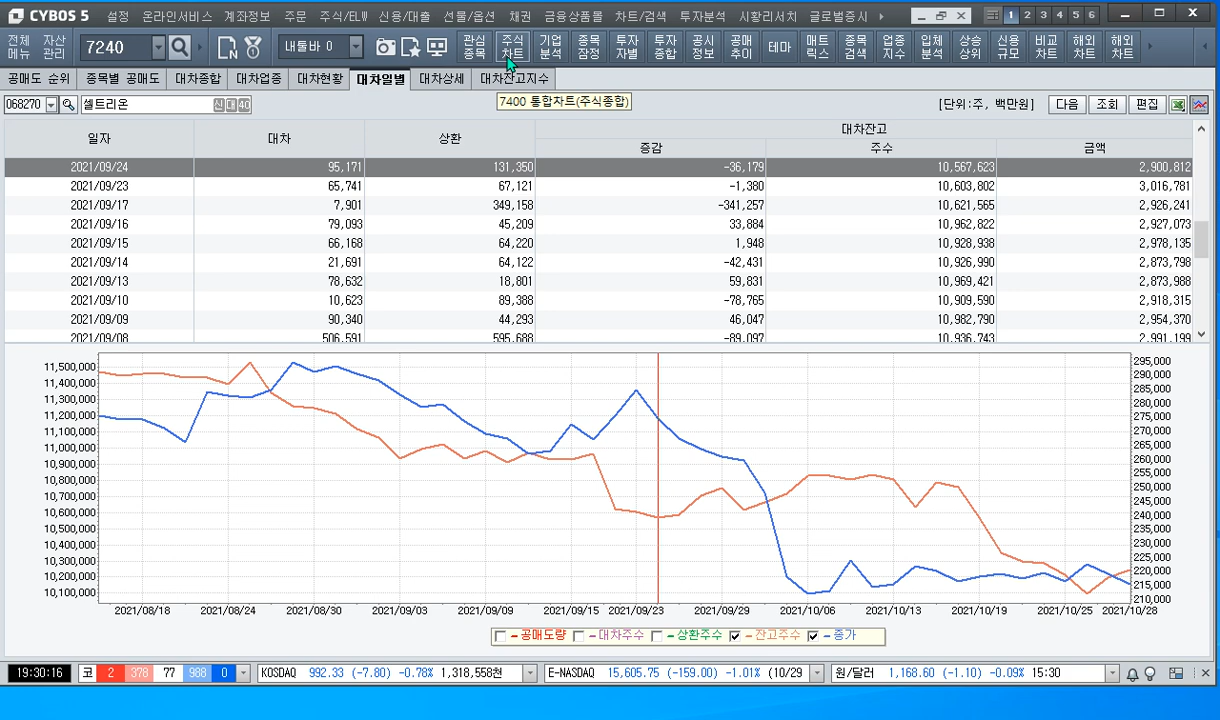 CYBOS 5 설정 온라인서비스 계좌정보 주문 주식/ELW 신용/대출 선물/옵션 채권 금융상품몰 차트/검색 투자분석 시황리서치 글로벌증시 1 2 3 4 5 6
전체메뉴 자산관리 7240 내툴바 0 관심종목 주식차트 기업분석 종목잠정 투자자별 투자종합 공시정보 공매추이 테마 매트릭스 종목검색 업종지수 입체분석 상승상위 신용규모 비교차트 해외차트 해외차트
공매도 순위 종목별 공매도 대차종합 대차업종 대차현황 대차일별 대차상세 대차잔고지수
7400 통합차트(주식종합)
068270 셀트리온 신 대 40 [단위:주, 백만원] 다음 조회 편집
일자 대차 상환 대차잔고
증감 주수 금액
2021/09/24 95,171 131,350 -36,179 10,567,623 2,900,812
2021/09/23 65,741 67,121 -1,380 10,603,802 3,016,781
2021/09/17 7,901 349,158 -341,257 10,621,565 2,926,241
2021/09/16 79,093 45,209 33,884 10,962,822 2,927,073
2021/09/15 66,168 64,220 1,948 10,928,938 2,978,135
2021/09/14 21,691 64,122 -42,431 10,926,990 2,873,798
2021/09/13 78,632 18,801 59,831 10,969,421 2,873,988
2021/09/10 10,623 89,388 -78,765 10,909,590 2,918,315
2021/09/09 90,340 44,293 46,047 10,982,790 2,954,370
2021/09/08 506,591 595,688 -89,097 10,936,743 2,991,199
11,500,000
11,400,000
11,300,000
11,200,000
11,100,000
11,000,000
10,900,000
10,800,000
10,700,000
10,600,000
10,500,000
10,400,000
10,300,000
10,200,000
10,100,000
295,000
290,000
285,000
280,000
275,000
270,000
265,000
260,000
255,000
250,000
245,000
240,000
235,000
230,000
225,000
220,000
215,000
210,000
2021/08/18 2021/08/24 2021/08/30 2021/09/03 2021/09/09 2021/09/15 2021/09/23 2021/09/29 2021/10/06 2021/10/13 2021/10/19 2021/10/25 2021/10/28
공매도량 대차주수 상환주수 잔고주수 종가
19:30:16 코 2 378 77 988 0 KOSDAQ 992.33 (-7.80) -0.78% 1,318,558천 E-NASDAQ 15,605.75 (-159.00) -1.01% (10/29 원/달러 1,168.60 (-1.10) -0.09% 15:30